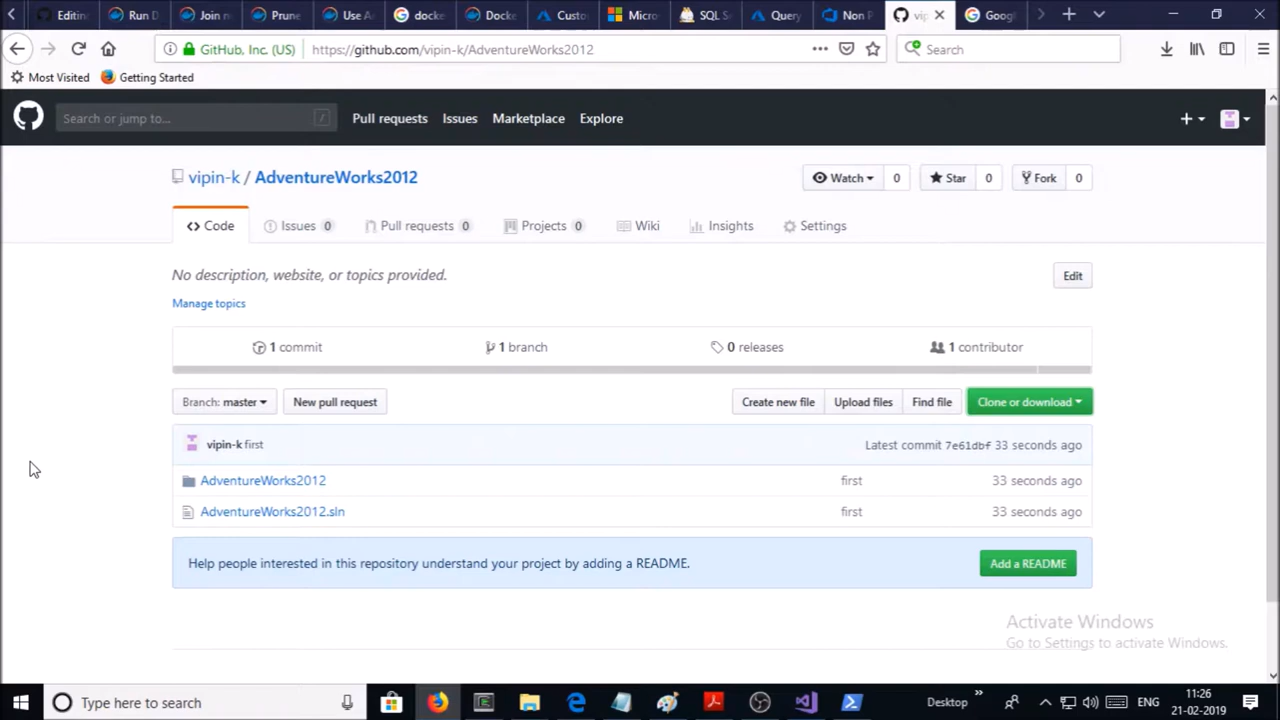 Editin
Run D
Join n
Prune
Use A
docke
Docke
Custo
Micro
SQL S
Query
Non P
vip
Googl
GitHub, Inc. (US)
https://github.com/vipin-k/AdventureWorks2012
Search
Most Visited
Getting Started
Search or jump to...
/
Pull requests
Issues
Marketplace
Explore
vipin-k / AdventureWorks2012
Watch
0
Star
0
Fork
0
Code
Issues 0
Pull requests 0
Projects 0
Wiki
Insights
Settings
No description, website, or topics provided.
Edit
Manage topics
1 commit
1 branch
0 releases
1 contributor
Branch: master
New pull request
Create new file
Upload files
Find file
Clone or download
vipin-k first
Latest commit 7e61dbf 33 seconds ago
AdventureWorks2012
first
33 seconds ago
AdventureWorks2012.sln
first
33 seconds ago
Help people interested in this repository understand your project by adding a README.
Add a README
Activate Windows
Go to Settings to activate Windows.
Type here to search
Desktop
ENG
11:26
21-02-2019